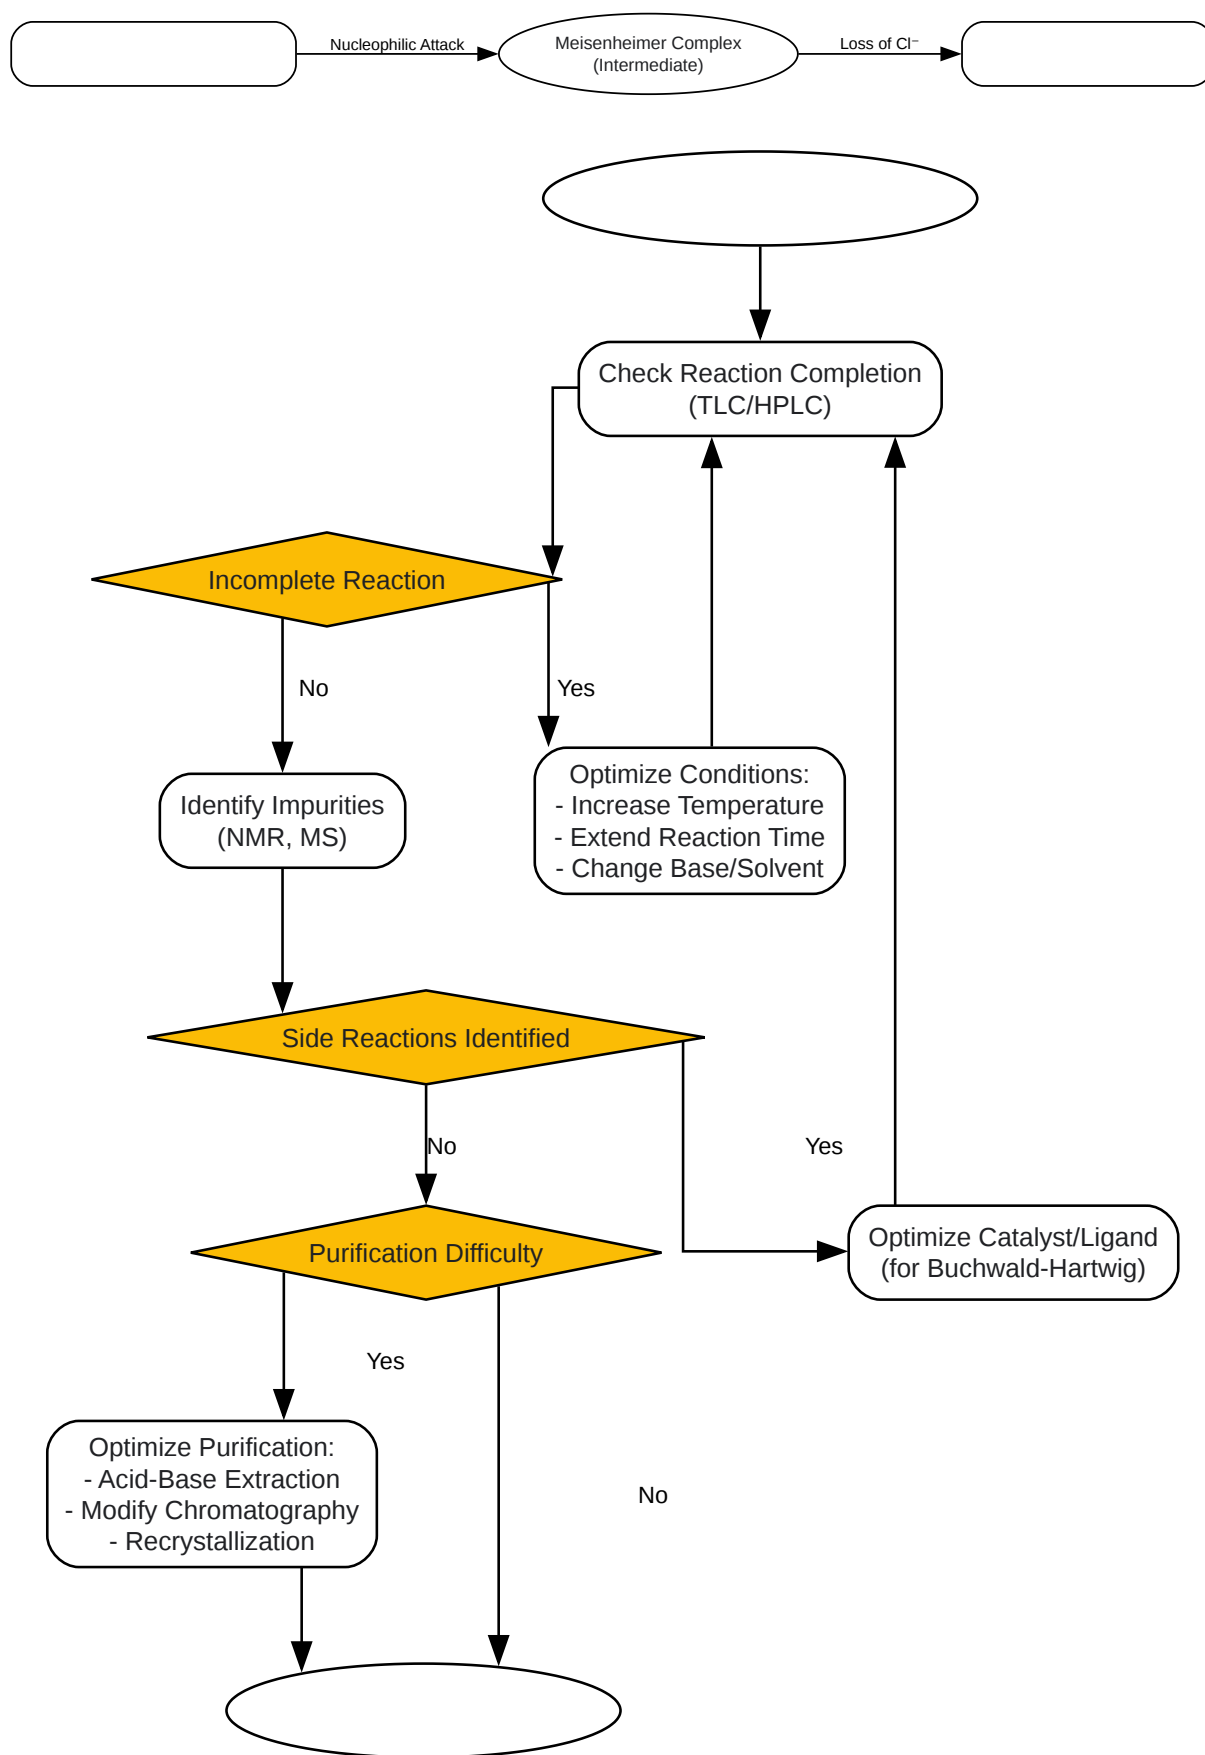 Nucleophilic Attack
Meisenheimer Complex
(Intermediate)
Loss of Cl⁻
Check Reaction Completion
(TLC/HPLC)
Incomplete Reaction
No
Yes
Optimize Conditions:
- Increase Temperature
- Extend Reaction Time
- Change Base/Solvent
Identify Impurities
(NMR, MS)
Side Reactions Identified
No
Yes
Purification Difficulty
Optimize Catalyst/Ligand
(for Buchwald-Hartwig)
Yes
No
Optimize Purification:
- Acid-Base Extraction
- Modify Chromatography
- Recrystallization